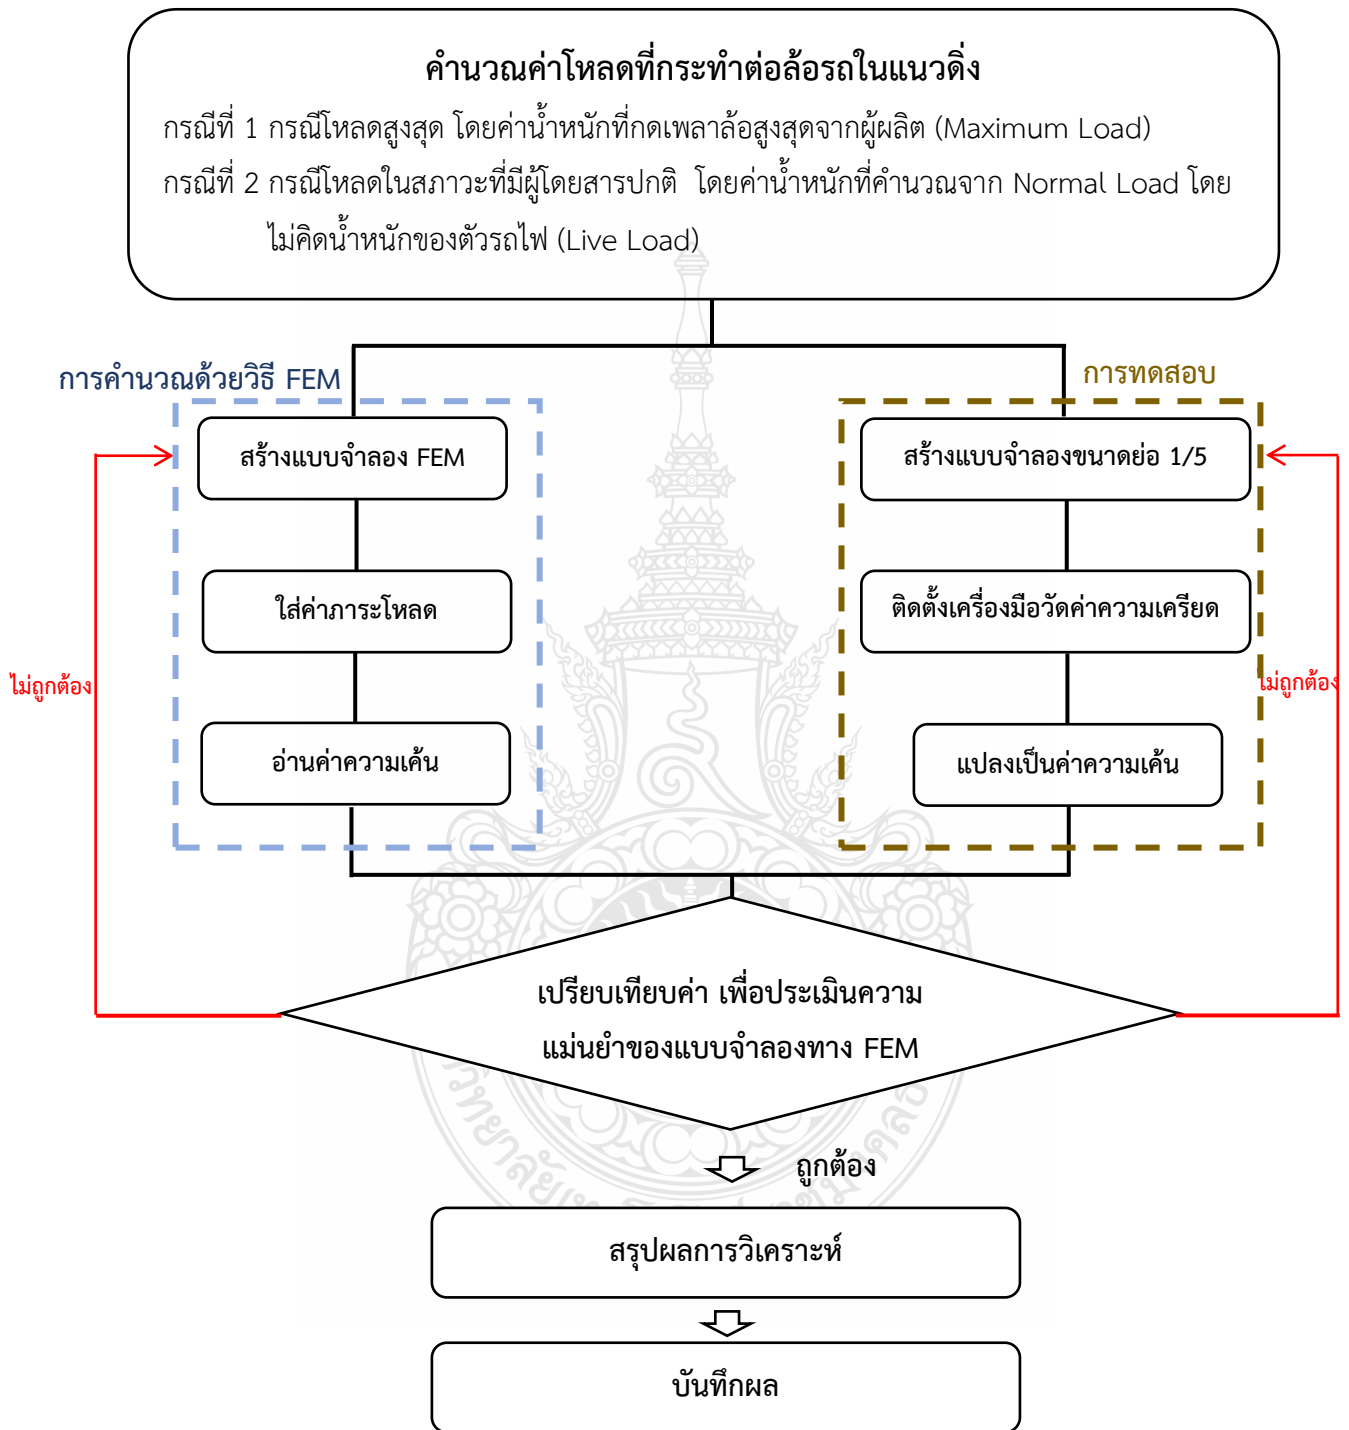 คำนวณค่าโหลดที่กระทำต่อล้อรถในแนวดิ่ง
กรณีที่ 1 กรณีโหลดสูงสุด โดยค่าน้ำหนักที่กดเพลาล้อสูงสุดจากผู้ผลิต (Maximum Load)
กรณีที่ 2 กรณีโหลดในสภาวะที่มีผู้โดยสารปกติ โดยค่าน้ำหนักที่คำนวณจาก Normal Load โดย
ไม่คิดน้ำหนักของตัวรถไฟ (Live Load)
การคำนวณด้วยวิธี FEM
สร้างแบบจำลอง FEM
ใส่ค่าภาระโหลด
อ่านค่าความเค้น
ไม่ถูกต้อง
การทดสอบ
สร้างแบบจำลองขนาดย่อ 1/5
ติดตั้งเครื่องมือวัดค่าความเครียด
แปลงเป็นค่าความเค้น
ไม่ถูกต้อง
เปรียบเทียบค่า เพื่อประเมินความ
แม่นยำของแบบจำลองทาง FEM
ถูกต้อง
สรุปผลการวิเคราะห์
บันทึกผล